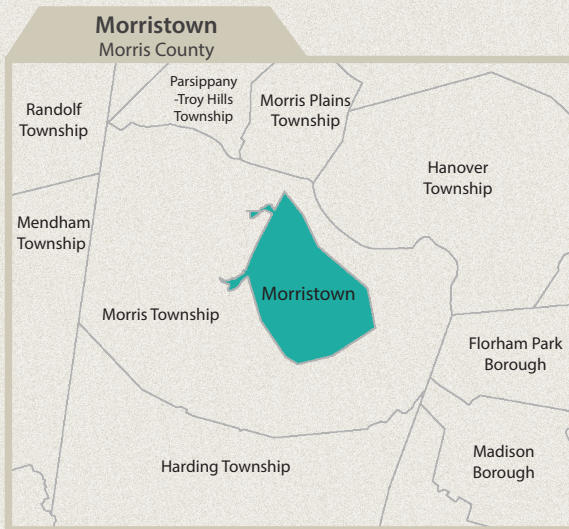 Morristown
Morris County
Parsippany
-Troy Hills
Township
Randolf
Township
Morris Plains
Township
Hanover
Township
Mendham
Township
Morristown
Morris Township
Florham Park
Borough
Harding Township
Madison
Borough